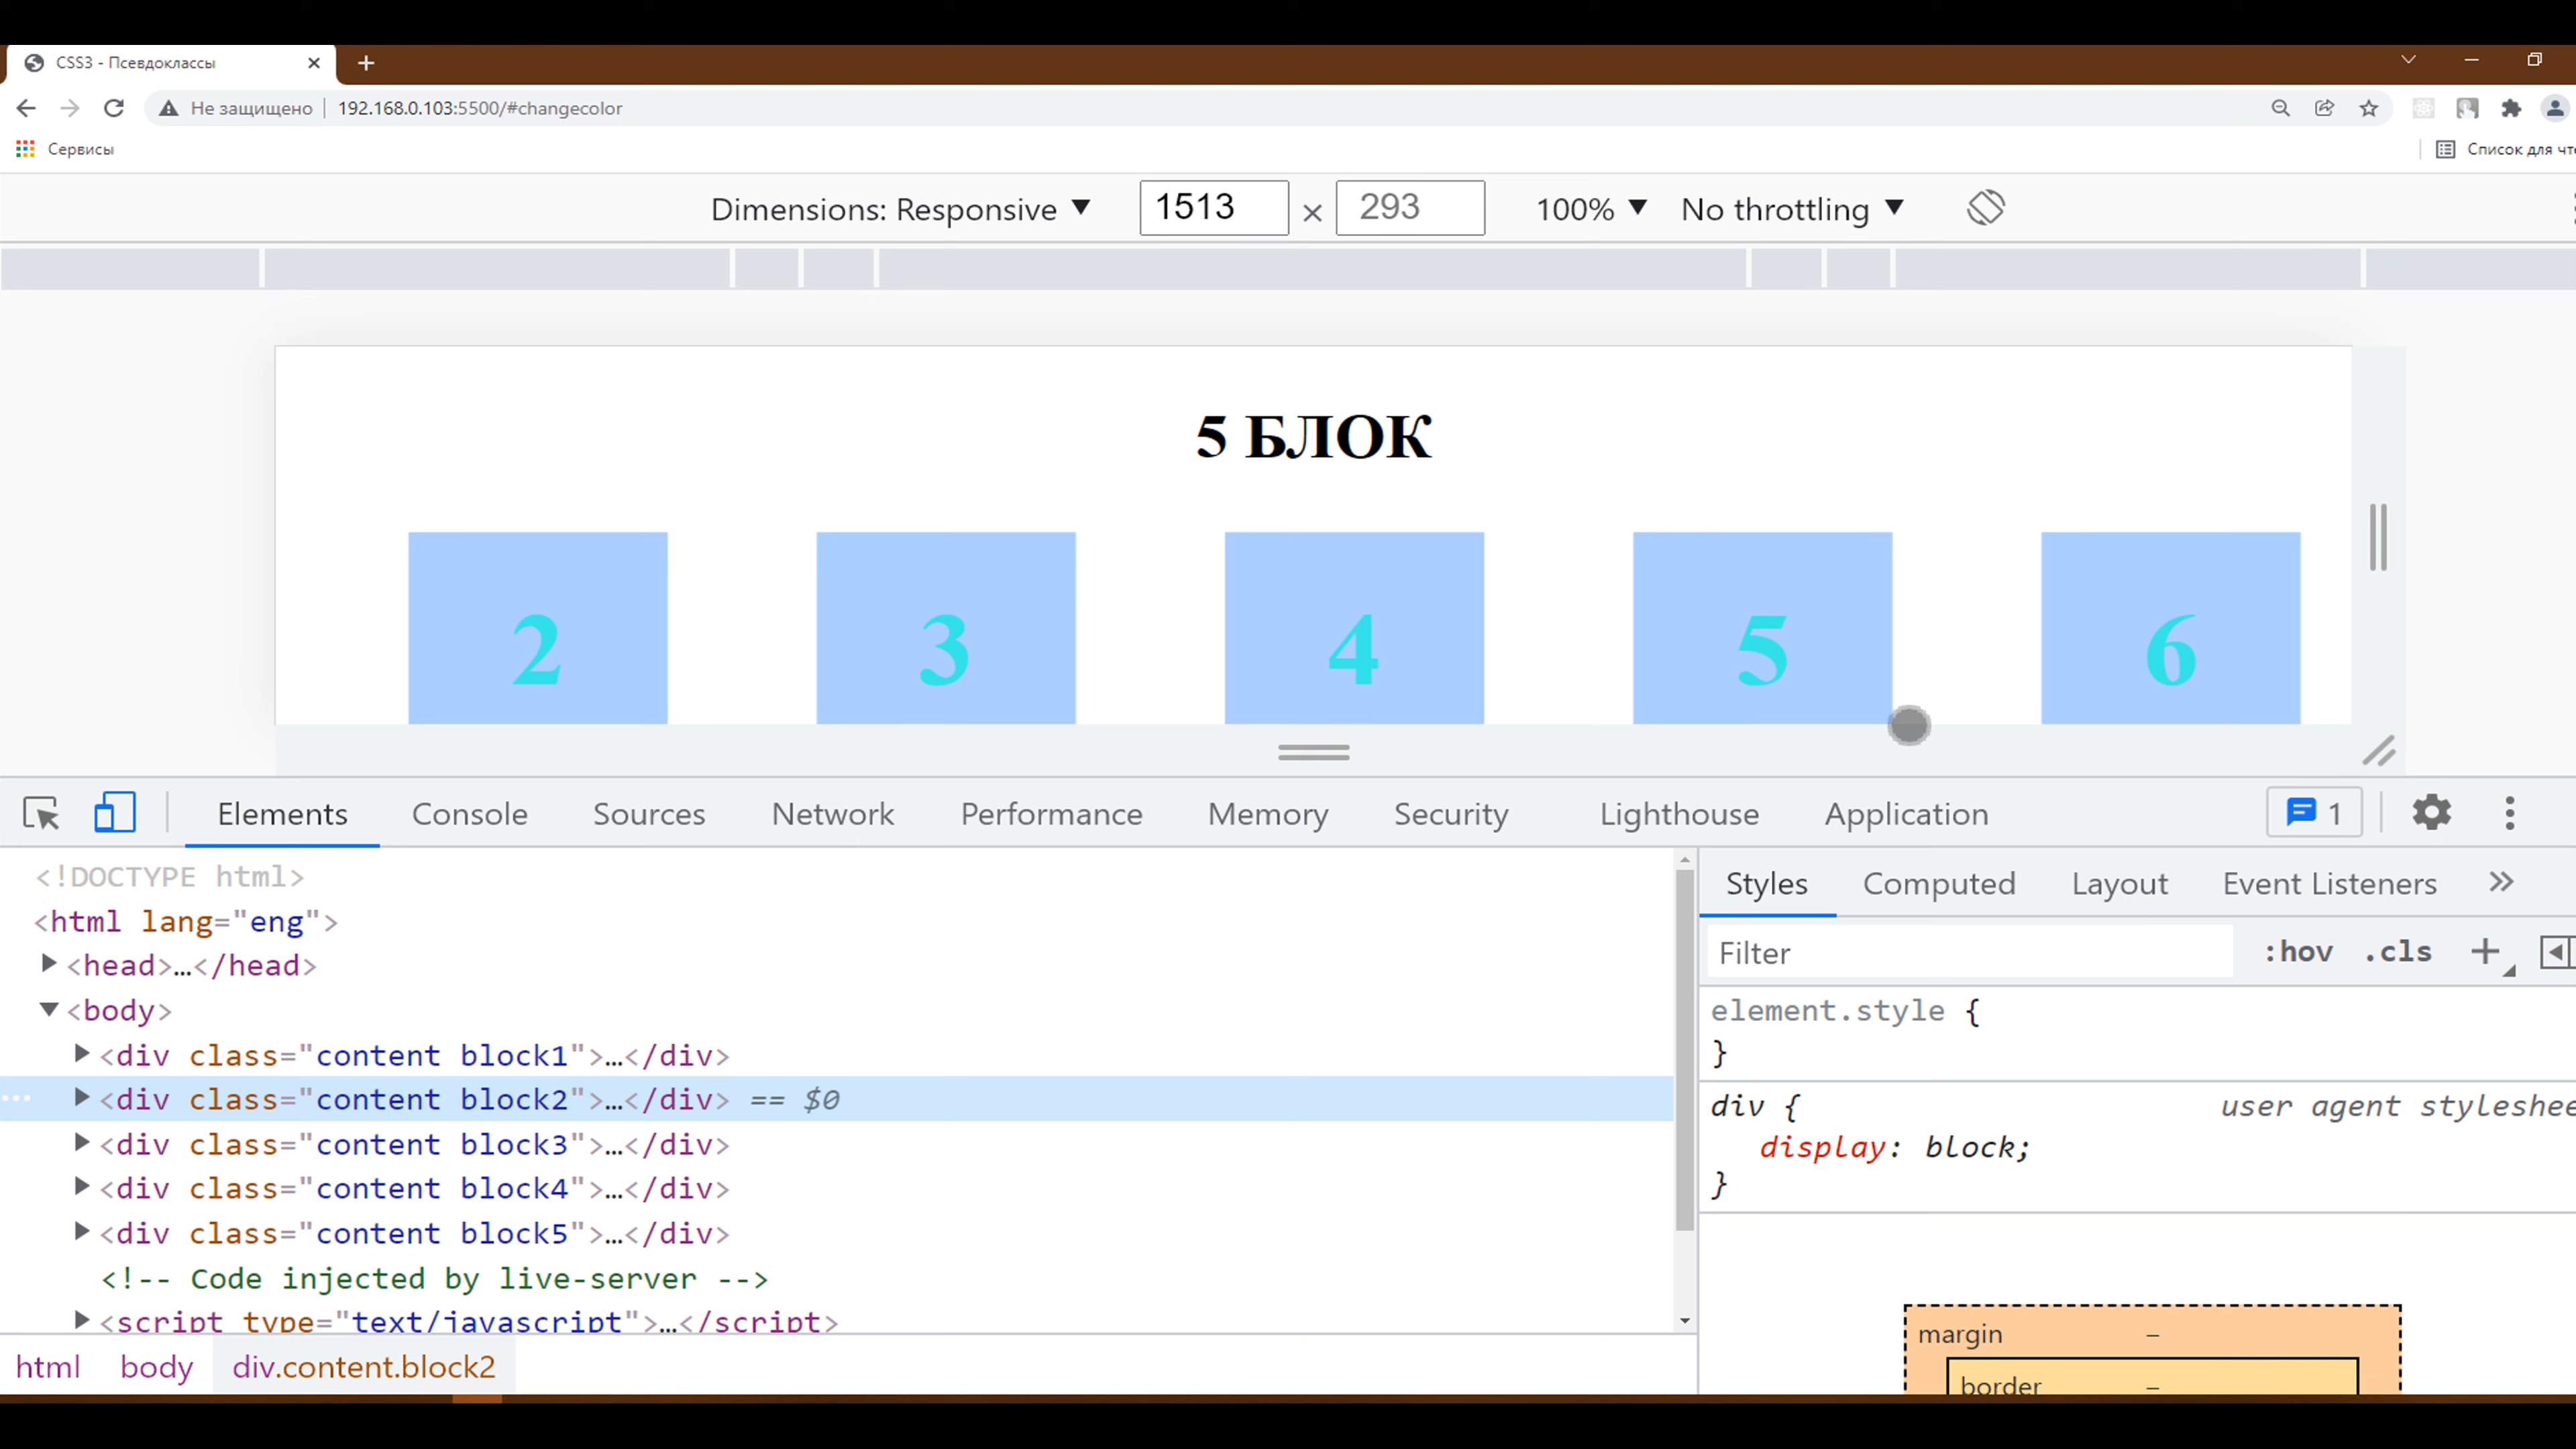 CSS3 - Псевдоклассы
Не защищено 192.168.0.103:5500/#changecolor
Сервисы
Список для
Dimensions: Responsive 1513 × 293 100% No throttling
5 БЛОК
2 3 4 5 6
Elements Console Sources Network Performance Memory Security Lighthouse Application 1
<!DOCTYPE html>
<html lang="eng">
<head>…</head>
<body>
<div class="content block1">…</div>
<div class="content block2">…</div> == $0
<div class="content block3">…</div>
<div class="content block4">…</div>
<div class="content block5">…</div>
<!-- Code injected by live-server -->
<script type="text/javascript">…</script>
html body div.content.block2
Styles Computed Layout Event Listeners
Filter :hov .cls
element.style {
}
div { user agent
display: block;
}
margin –
border –